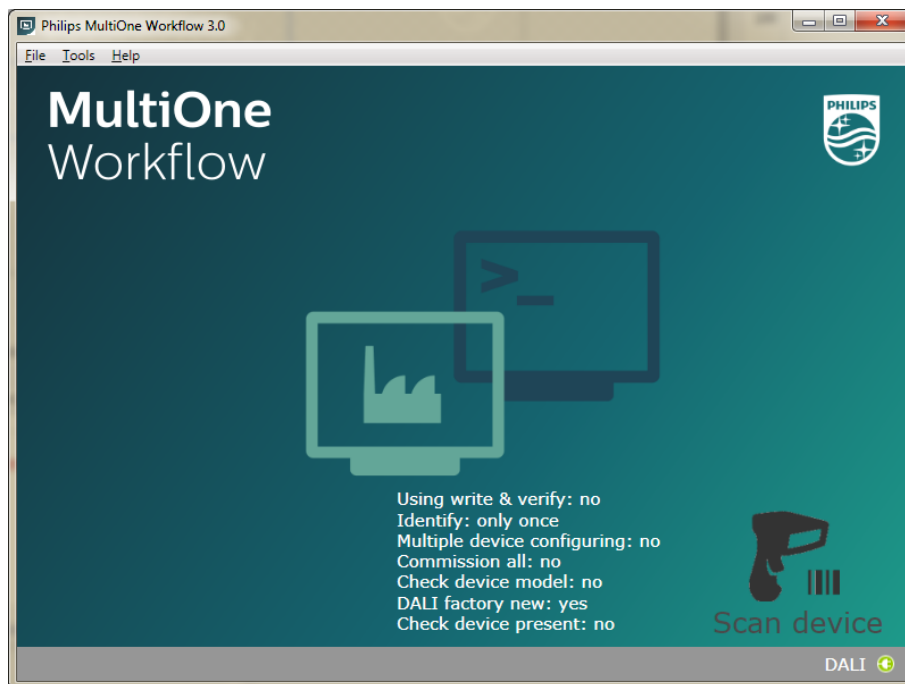 Philips MultiOne Workflow 3.0
File Tools Help
MultiOne
Workflow
PHILIPS
>_
Using write & verify: no
Identify: only once
Multiple device configuring: no
Commission all: no
Check device model: no
DALI factory new: yes
Check device present: no
Scan device
DALI